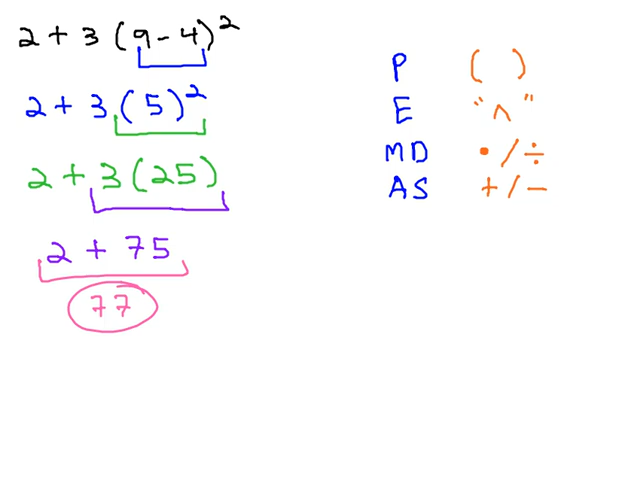 2 + 3 (9 - 4)²
2 + 3 (5)²
2 + 3 (25)
2 + 75
77
P ( )
E "^"
MD • / ÷
AS + / -